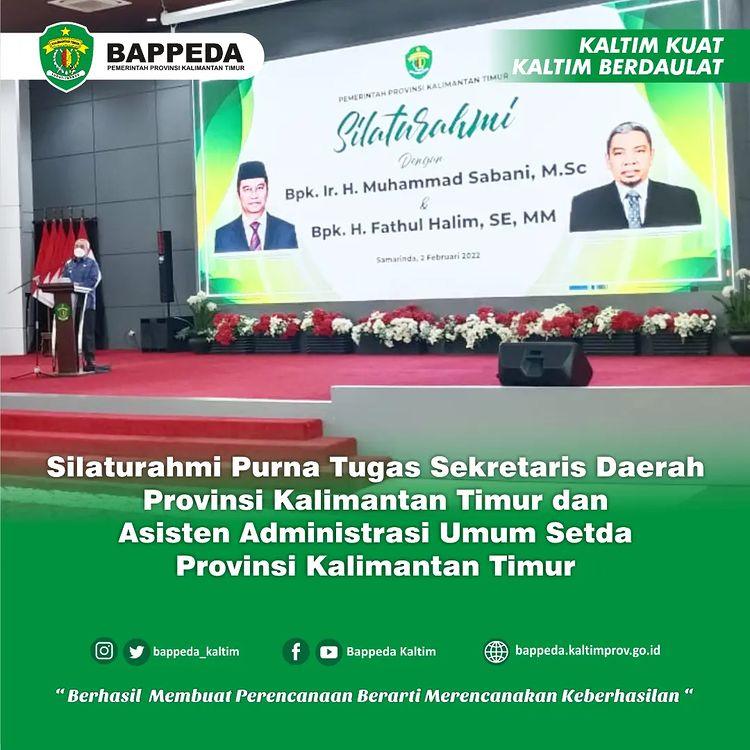 BAPPEDA
PEMERINTAH PROVINSI KALIMANTAN TIMUR
KALTIM KUAT
KALTIM BERDAULAT
PEMERINTAH PROVINSI KALIMANTAN TIMUR
Silaturahmi
Dengan
Bpk. Ir. H. Muhammad Sabani, M.Sc
&
Bpk. H. Fathul Halim, SE, MM
Samarinda, 2 Februari 2022
Silaturahmi Purna Tugas Sekretaris Daerah
Provinsi Kalimantan Timur dan
Asisten Administrasi Umum Setda
Provinsi Kalimantan Timur
bappeda_kaltim
Bappeda Kaltim
bappeda.kaltimprov.go.id
“ Berhasil Membuat Perencanaan Berarti Merencanakan Keberhasilan “